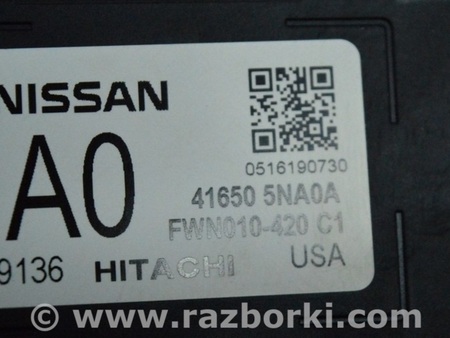 NISSAN
A0
0516190730
41650 5NA0A
FWN010-420 C1
9136 HITACHI USA
© www.razborki.com